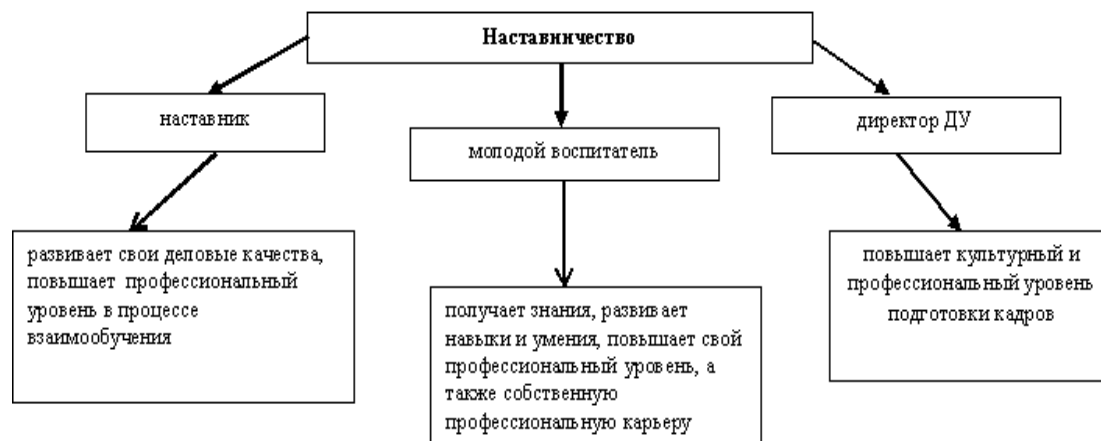 Наставничество
наставник
молодой воспитатель
директор ДУ
развивает свои деловые качества,
повышает профессиональный
уровень в процессе
взаимообучения
получает знания, развивает
навыки и умения, повышает свой
профессиональный уровень, а
также собственную
профессиональную карьеру
повышает культурный и
профессиональный уровень
подготовки кадров